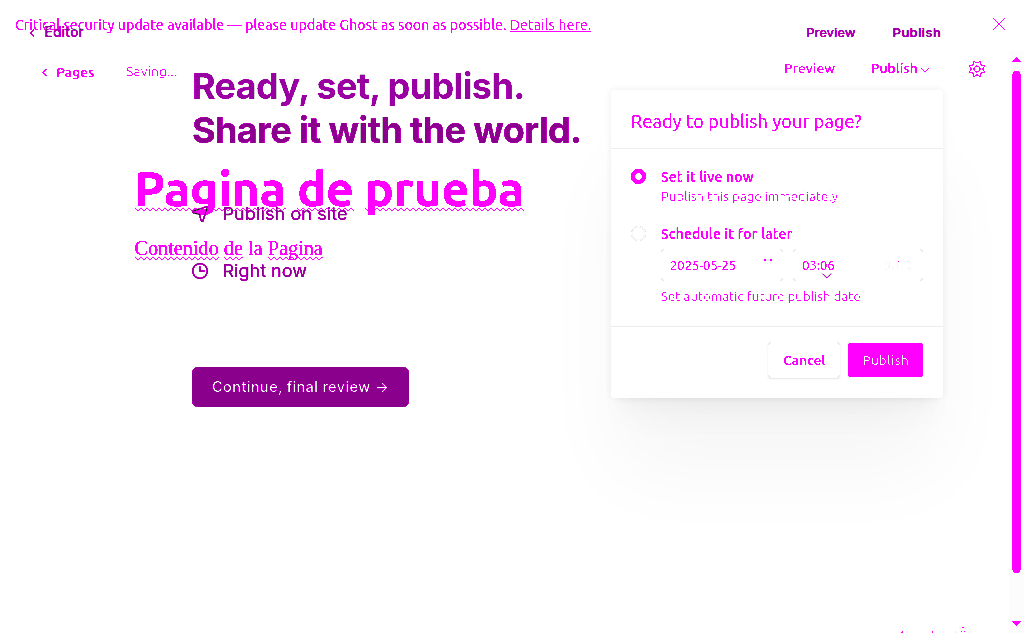 Critical security update available — please update Ghost as soon as possible. Details here.
Editor
Preview
Publish
Pages
Saving...
Preview
Publish
Ready, set, publish.
Share it with the world.
Ready to publish your page?
Pagina de prueba
Publish on site
Contenido de la Pagina
Right now
Set it live now
Publish this page immediately
Schedule it for later
2025-05-25
03:06
Set automatic future publish date
Cancel
Publish
Continue, final review →